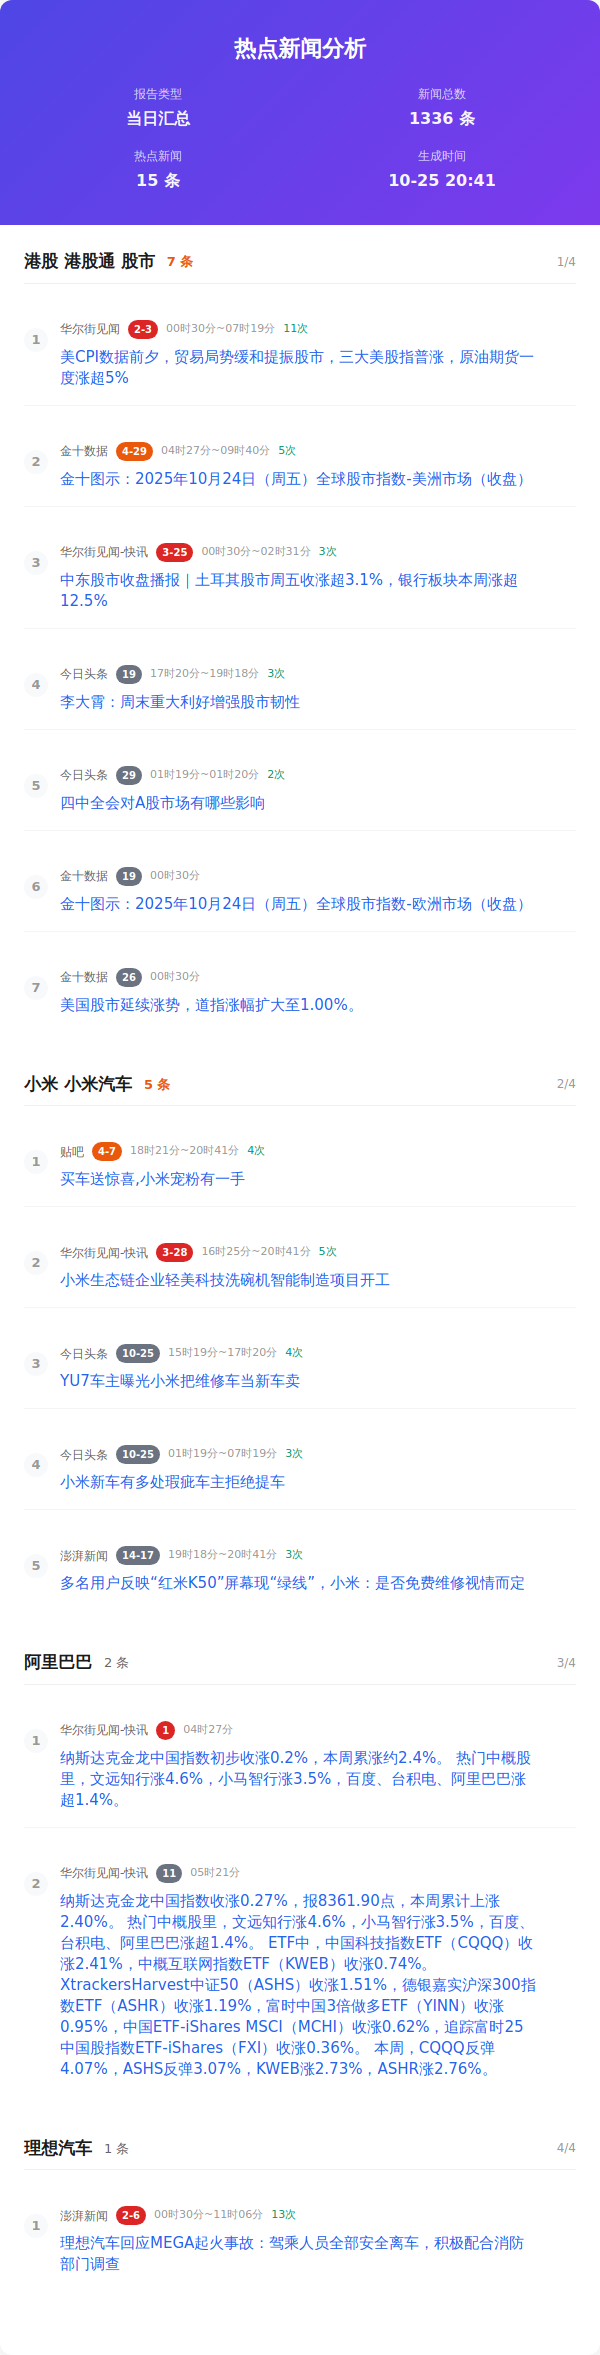 热点新闻分析
报告类型
当日汇总
新闻总数
1336 条
热点新闻
15 条
生成时间
10-25 20:41
港股 港股通 股市 7 条 1/4
1
华尔街见闻 2-3 00时30分~07时19分 11次
美CPI数据前夕，贸易局势缓和提振股市，三大美股指普涨，原油期货一
度涨超5%
2
金十数据 4-29 04时27分~09时40分 5次
金十图示：2025年10月24日（周五）全球股市指数-美洲市场（收盘）
3
华尔街见闻-快讯 3-25 00时30分~02时31分 3次
中东股市收盘播报｜土耳其股市周五收涨超3.1%，银行板块本周涨超
12.5%
4
今日头条 19 17时20分~19时18分 3次
李大霄：周末重大利好增强股市韧性
5
今日头条 29 01时19分~01时20分 2次
四中全会对A股市场有哪些影响
6
金十数据 19 00时30分
金十图示：2025年10月24日（周五）全球股市指数-欧洲市场（收盘）
7
金十数据 26 00时30分
美国股市延续涨势，道指涨幅扩大至1.00%。
小米 小米汽车 5 条 2/4
1
贴吧 4-7 18时21分~20时41分 4次
买车送惊喜,小米宠粉有一手
2
华尔街见闻-快讯 3-28 16时25分~20时41分 5次
小米生态链企业轻美科技洗碗机智能制造项目开工
3
今日头条 10-25 15时19分~17时20分 4次
YU7车主曝光小米把维修车当新车卖
4
今日头条 10-25 01时19分~07时19分 3次
小米新车有多处瑕疵车主拒绝提车
5
澎湃新闻 14-17 19时18分~20时41分 3次
多名用户反映“红米K50”屏幕现“绿线”，小米：是否免费维修视情而定
阿里巴巴 2 条 3/4
1
华尔街见闻-快讯 1 04时27分
纳斯达克金龙中国指数初步收涨0.2%，本周累涨约2.4%。 热门中概股
里，文远知行涨4.6%，小马智行涨3.5%，百度、台积电、阿里巴巴涨
超1.4%。
2
华尔街见闻-快讯 11 05时21分
纳斯达克金龙中国指数收涨0.27%，报8361.90点，本周累计上涨
2.40%。 热门中概股里，文远知行涨4.6%，小马智行涨3.5%，百度、
台积电、阿里巴巴涨超1.4%。 ETF中，中国科技指数ETF（CQQQ）收
涨2.41%，中概互联网指数ETF（KWEB）收涨0.74%。
XtrackersHarvest中证50（ASHS）收涨1.51%，德银嘉实沪深300指
数ETF（ASHR）收涨1.19%，富时中国3倍做多ETF（YINN）收涨
0.95%，中国ETF-iShares MSCI（MCHI）收涨0.62%，追踪富时25
中国股指数ETF-iShares（FXI）收涨0.36%。 本周，CQQQ反弹
4.07%，ASHS反弹3.07%，KWEB涨2.73%，ASHR涨2.76%。
理想汽车 1 条 4/4
1
澎湃新闻 2-6 00时30分~11时06分 13次
理想汽车回应MEGA起火事故：驾乘人员全部安全离车，积极配合消防
部门调查